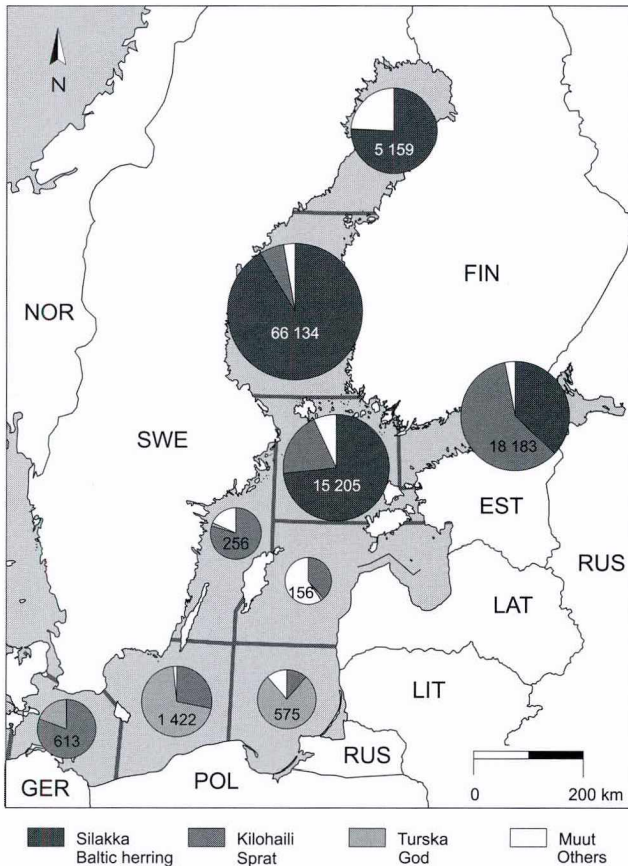 N
5 159
FIN
NOR
66 134
SWE
18 183
15 205
EST
256
RUS
156
LAT
LIT
1 422
575
613
RUS
GER
POL
0
200 km
Silakka
Baltic herring
Kilohaili
Sprat
Turska
God
Muut
Others